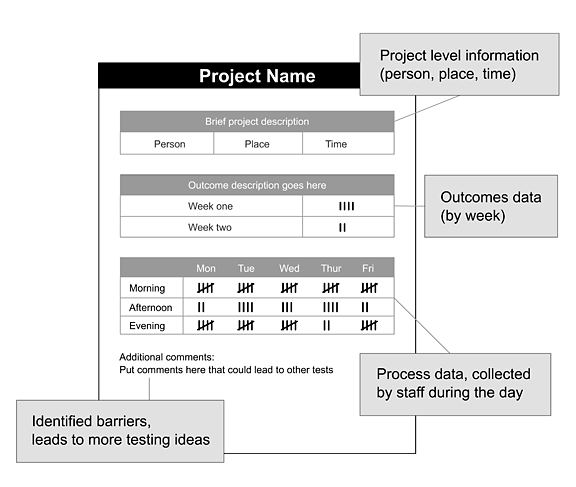 Project level information
(person, place, time)
Project Name
Brief project description
Person Place Time
Outcome description goes here
Week one
Week two
Outcomes data
(by week)
Mon Tue Wed Thur Fri
Morning
Afternoon
Evening
Additional comments:
Put comments here that could lead to other tests
Process data, collected
by staff during the day
Identified barriers,
leads to more testing ideas